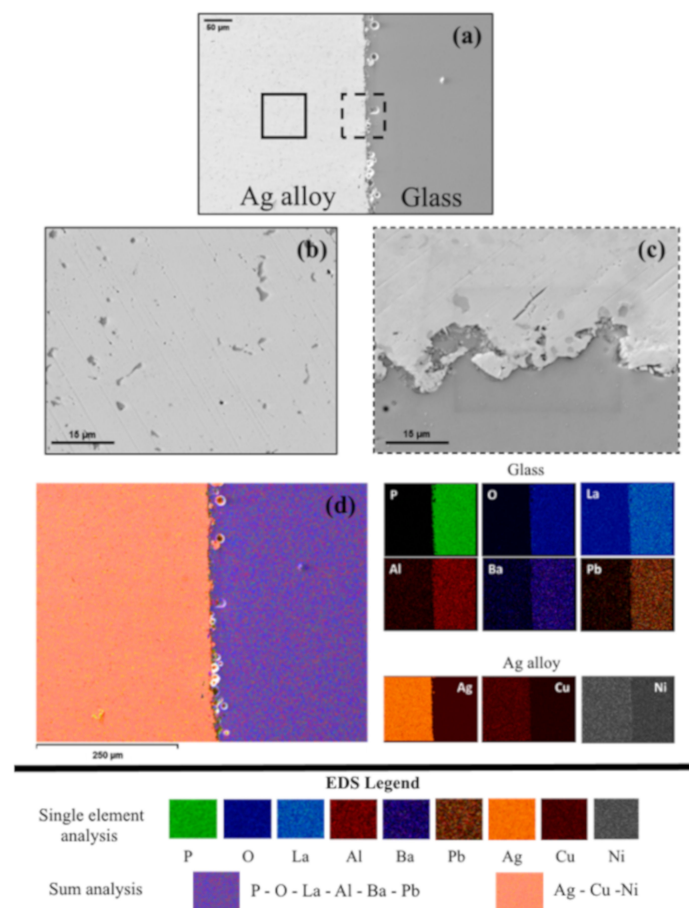 50 µm
(a)
Ag alloy Glass
(b)
15 µm
(c)
15 µm
Glass
(d)
250 µm
P O La
Al Ba Pb
Ag alloy
Ag Cu Ni
EDS Legend
Single element
analysis
P O La Al Ba Pb Ag Cu Ni
Sum analysis
P - O - La - Al - Ba - Pb
Ag - Cu -Ni